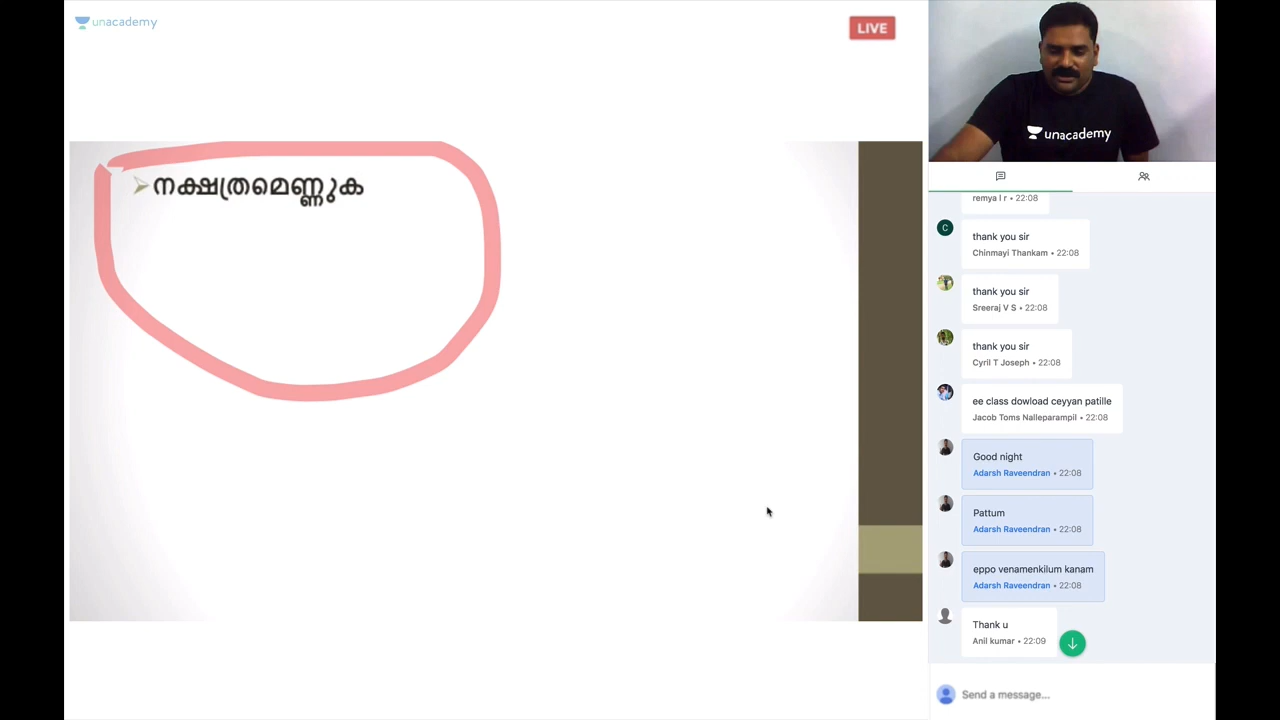 unacademy
LIVE
നക്ഷത്രമെണ്ണുക
unacademy
remya l r • 22:08
C
thank you sir
Chinmayi Thankam • 22:08
thank you sir
Sreeraj V S • 22:08
thank you sir
Cyril T Joseph • 22:08
ee class dowload ceyyan patille
Jacob Toms Nalleparampil • 22:08
Good night
Adarsh Raveendran • 22:08
Pattum
Adarsh Raveendran • 22:08
eppo venamenkilum kanam
Adarsh Raveendran • 22:08
Thank u
Anil kumar • 22:09
Send a message...